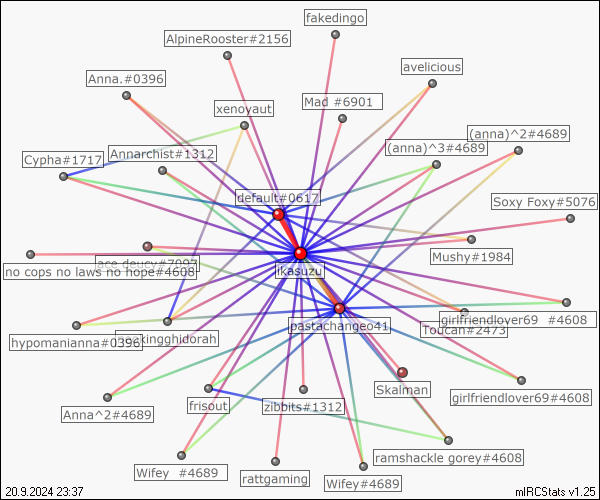 fakedingo
AlpineRooster#2156
avelicious
Anna.#0396
Mad #6901
xenoyaut
(anna)^2#4689
(anna)^3#4689
Annarchist#1312
Cypha#1717
default#0617
Soxy Foxy#5076
Mushy#1984
ace deucy#7
no cops no laws no hope#4608
iKasuzu
girlfriendlover69 #4608
pastachangeo41
Toucan#2473
hypomanianna#0396
kingghidorah
Skalman
girlfriendlover69#4608
frisout
zibbits#1312
Anna^2#4689
ramshackle gorey#4608
Wifey #4689
rattgaming
Wifey#4689
20.9.2024 23:37
mIRCStats v1.25